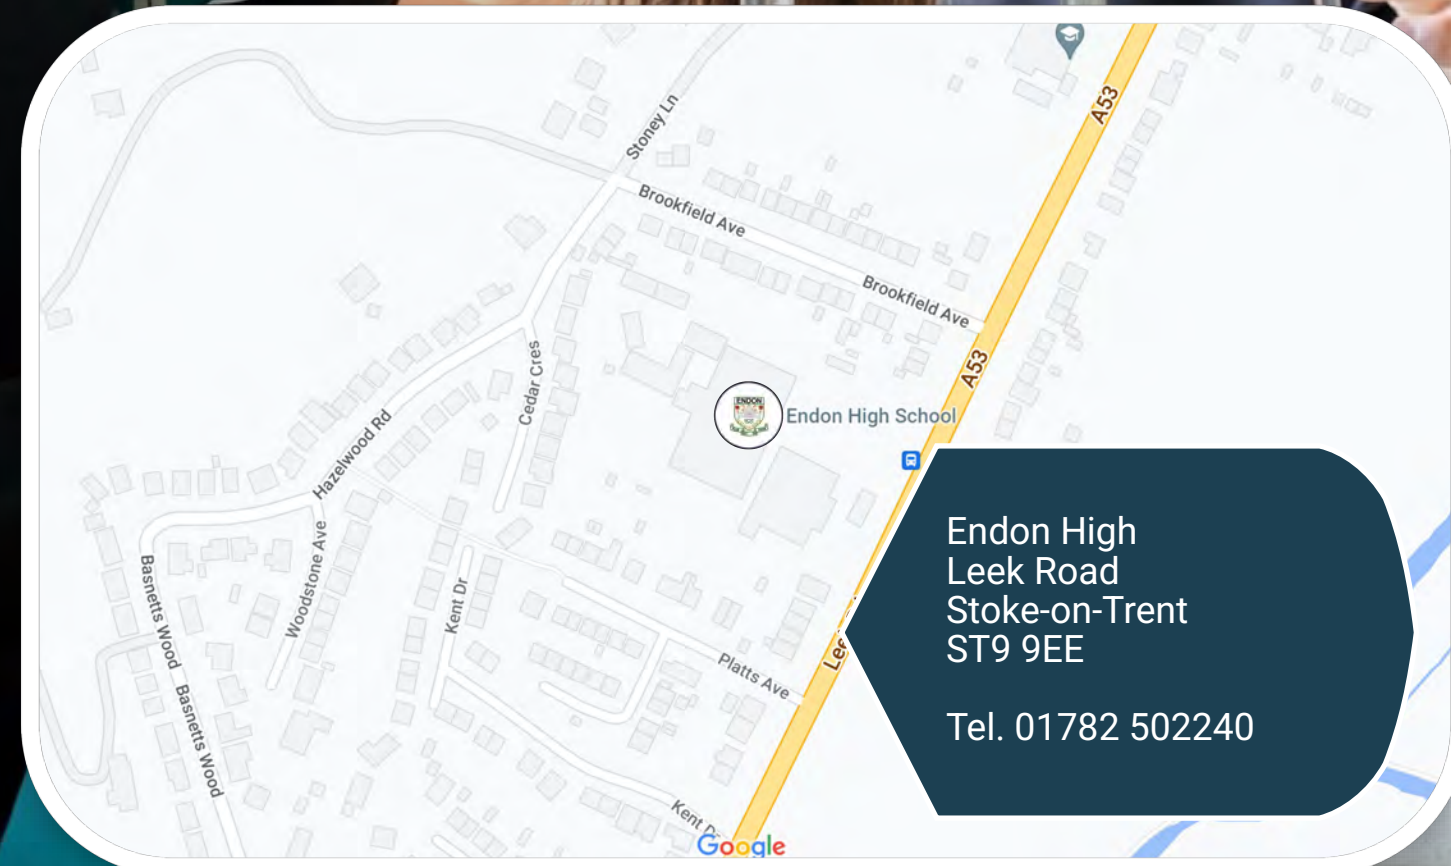 A53
Stoney Ln
Brookfield Ave
Brookfield Ave
A53
Cedar Cres
ENDON
Endon High School
Hazelwood Rd
Woodstone Ave
Basnetts Wood
Kent Dr
Basnetts Wood
Platts Ave
Kent
Google
Endon High
Leek Road
Stoke-on-Trent
ST9 9EE
Tel. 01782 502240